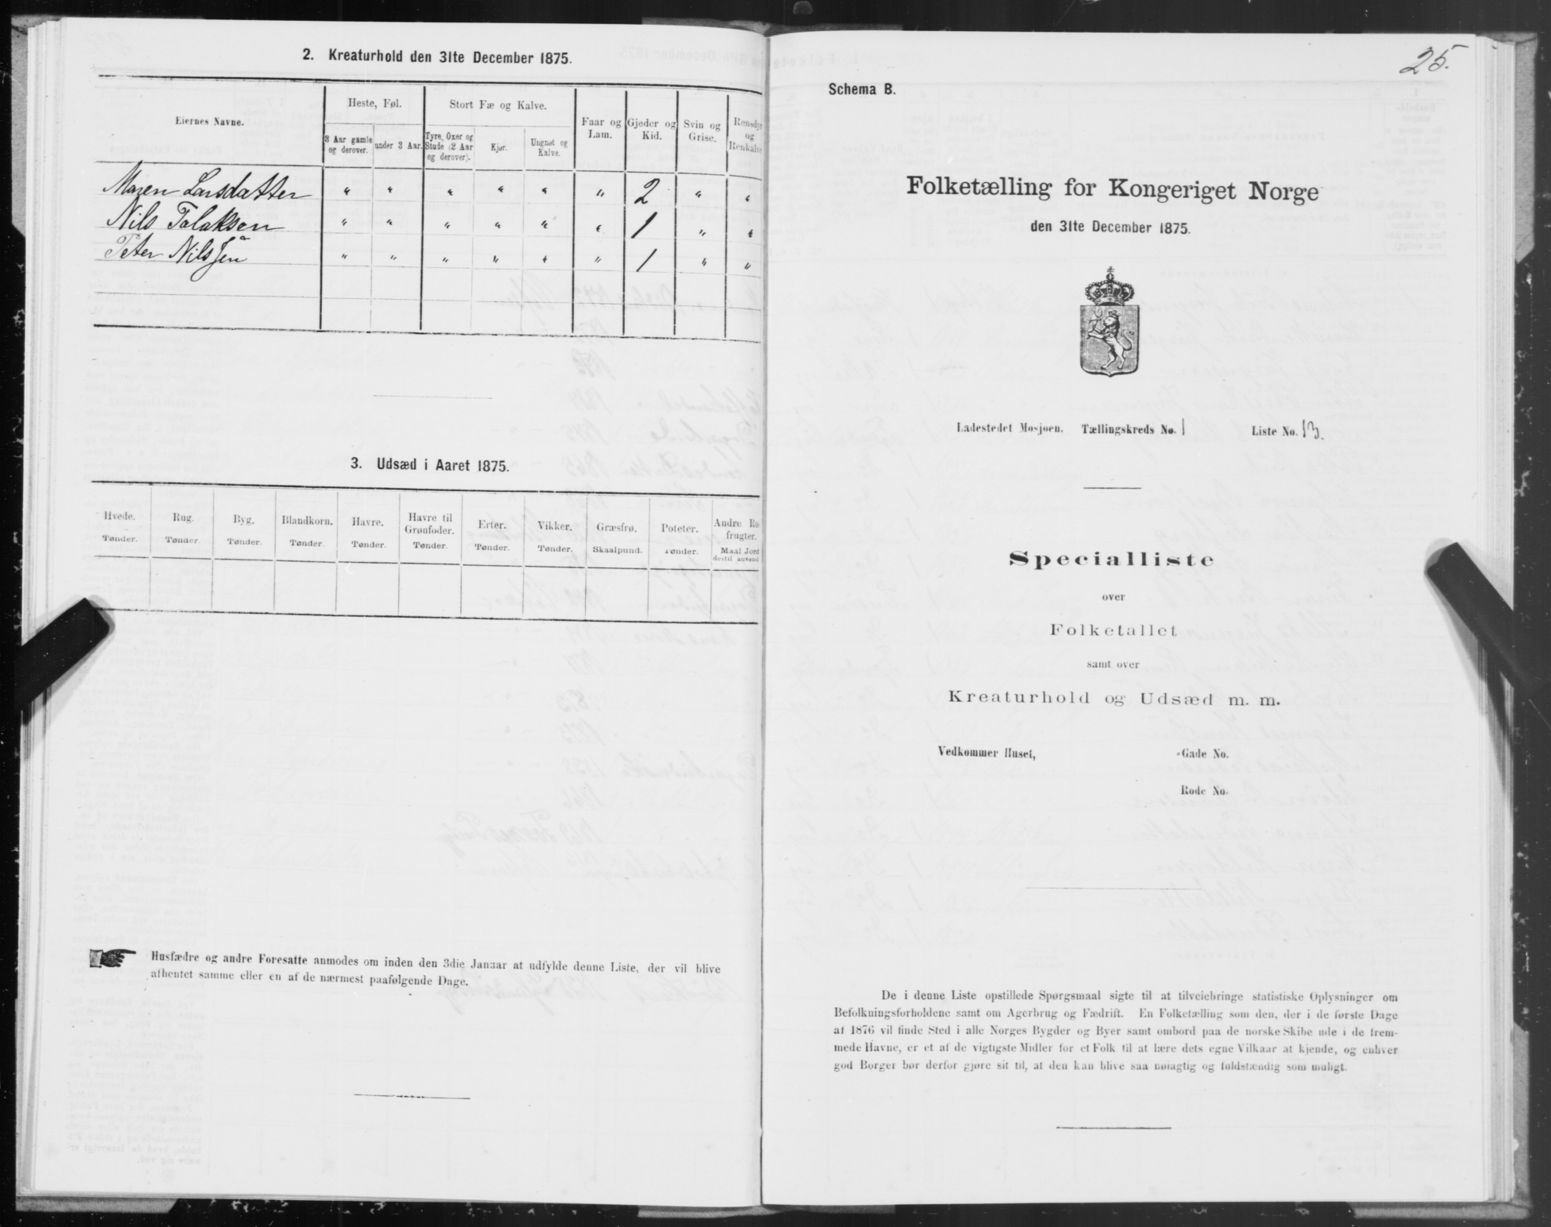 2. Kreaturhold den 31te December 1875.
Eiernes Navne.
Heste, Føl.
Stort Fæ og Kalve.
Faar og Lam.
Gjeder og Kid.
Svin og Grise.
Rensdyr og Renkalve
3 Aar gamle og derover.
under 3 Aar.
Tyre, Oxer og Stude (2 Aar og derover).
Kjør.
Ungnøt og Kalve.
Maren Larsdatter " " " " " " 2 " "
Nils Tolaksen " " " " " " 1 " "
Peter Nilssen " " " " " " 1 " "
3. Udsæd i Aaret 1875.
Hvede. Rug. Byg. Blandkorn. Havre. Havre til Grønfoder. Erter. Vikker. Græsfrø. Poteter. Andre Ro frugter.
Tønder. Tønder. Tønder. Tønder. Tønder. Tønder. Tønder. Tønder. Skaalpund. Tønder. Maal Jord dertil anvend
Husfædre og andre Foresatte anmodes om inden den 3die Januar at udfylde denne Liste, der vil blive
afhentet samme eller en af de nærmest paafølgende Dage.
25.
Schema B.
Folketælling for Kongeriget Norge
den 31te December 1875.
Ladestedet Mosjøen. Tællingskreds No. 1 Liste No. 13.
Specialliste
over
Folketallet
samt over
Kreaturhold og Udsæd m. m.
Vedkommer Huset, -Gade No.
Rode No.
De i denne Liste opstillede Spørgsmaal sigte til at tilveiebringe statistiske Oplysninger om
Befolkningsforholdene samt om Agerbrug og Fædrift. En Folketælling som den, der i de første Dage
af 1876 vil finde Sted i alle Norges Bygder og Byer samt ombord paa de norske Skibe ude i de frem-
mede Havne, er et af de vigtigste Midler for et Folk til at lære dets egne Vilkaar at kjende, og enhver
god Borger bør derfor gjøre sit til, at den kan blive saa nøiagtig og fuldstændig som muligt.